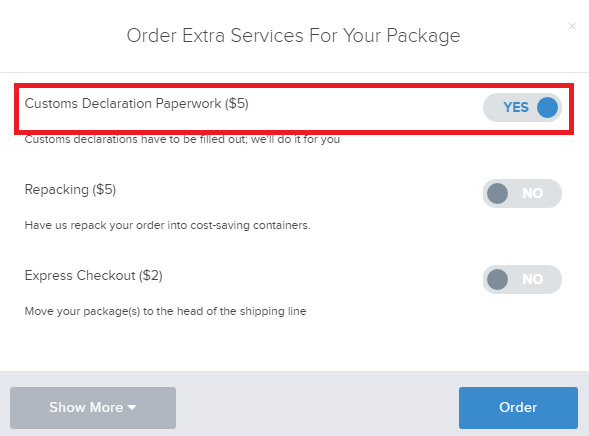 Order Extra Services For Your Package
×
Customs Declaration Paperwork ($5)
YES
Customs declarations have to be filled out; we'll do it for you
Repacking ($5)
NO
Have us repack your order into cost-saving containers.
Express Checkout ($2)
NO
Move your package(s) to the head of the shipping line
Show More
Order